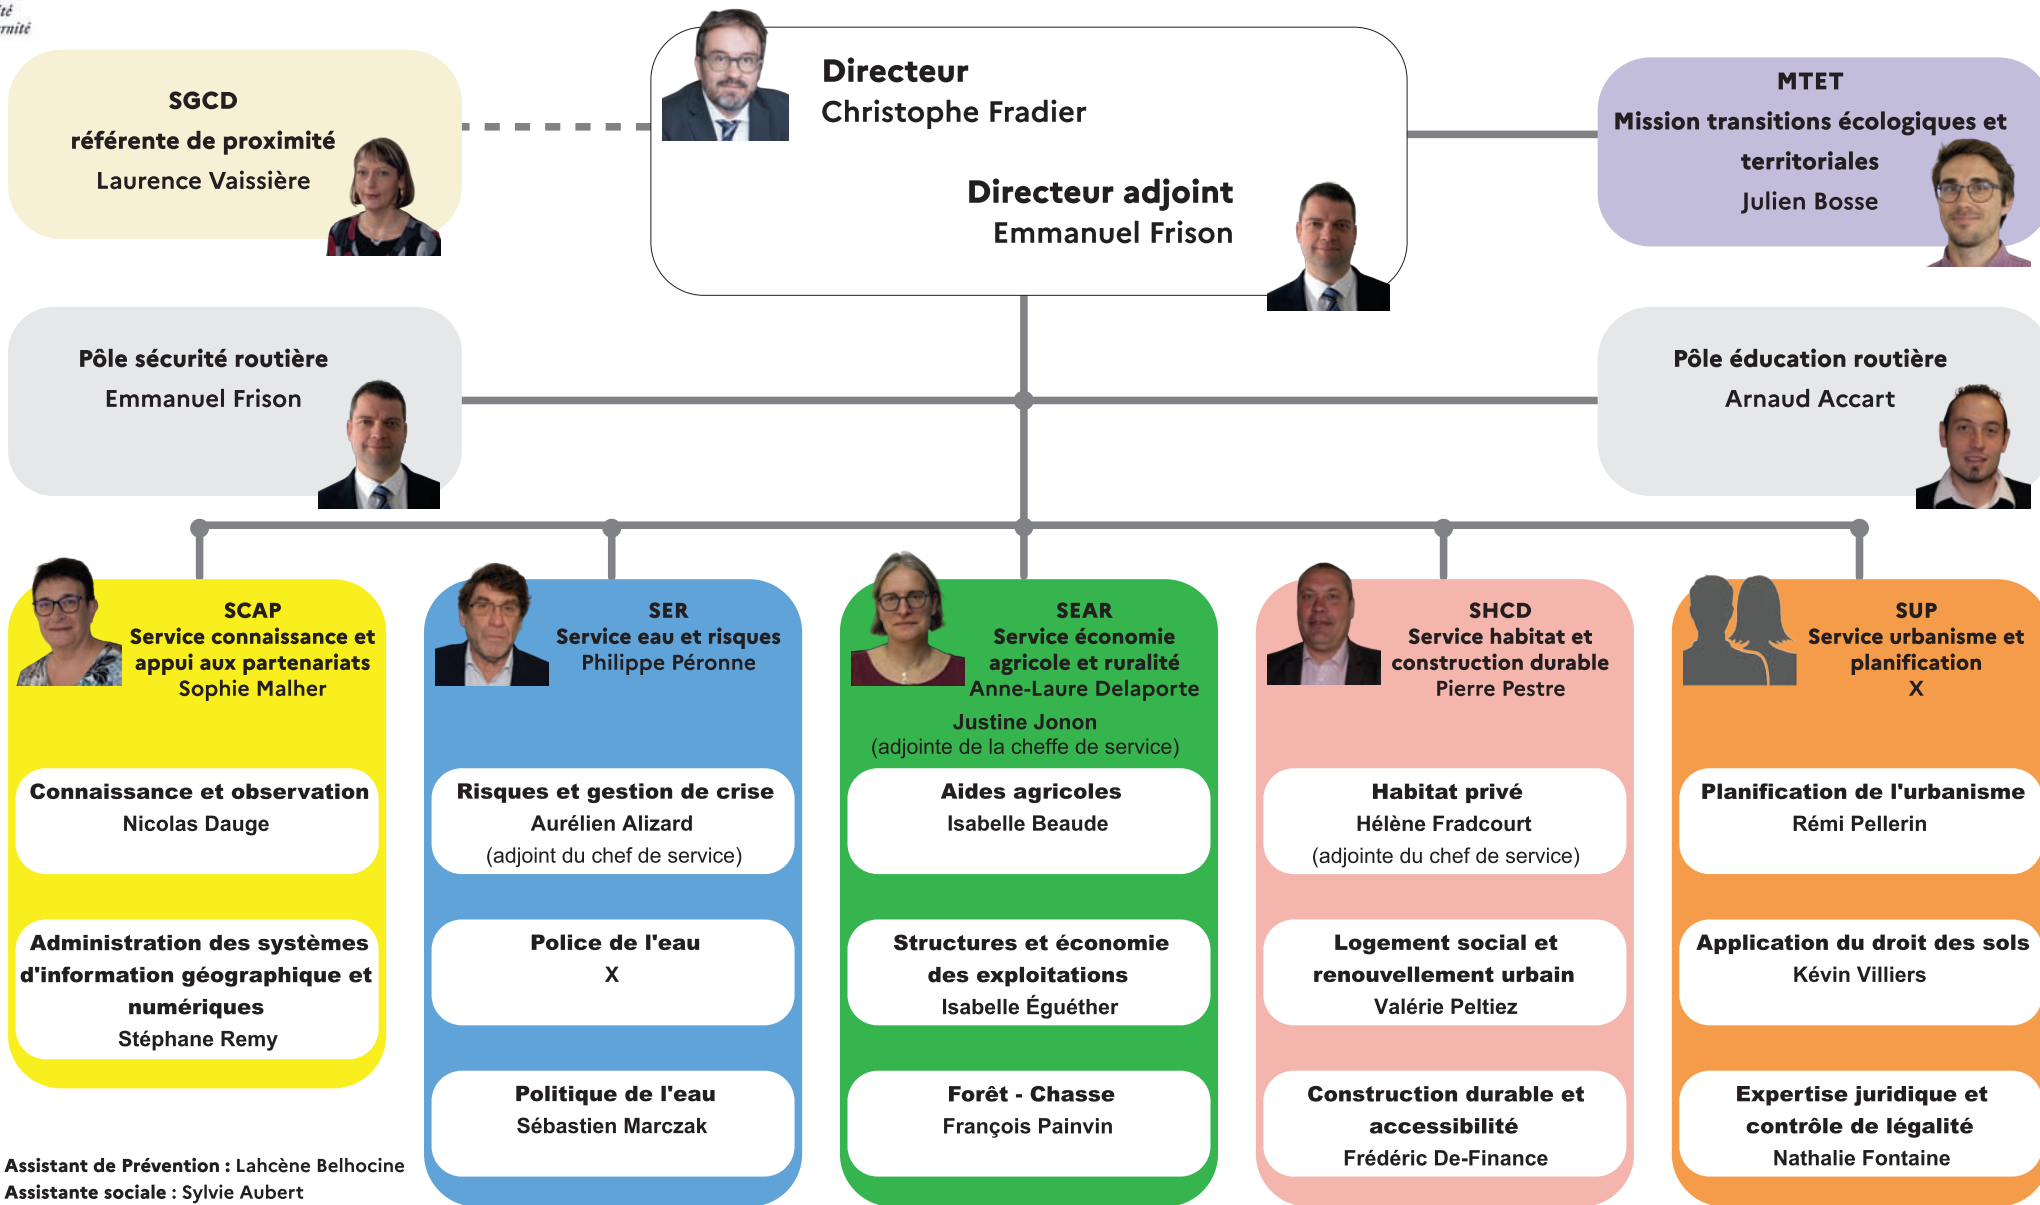 SGCD
référente de proximité
Laurence Vaissière
Directeur
Christophe Fradier
Directeur adjoint
Emmanuel Frison
MTET
Mission transitions écologiques et
territoriales
Julien Bosse
Pôle sécurité routière
Emmanuel Frison
Pôle éducation routière
Arnaud Accart
SCAP
Service connaissance et
appui aux partenariats
Sophie Malher
Connaissance et observation
Nicolas Dauge
Administration des systèmes
d'information géographique et
numériques
Stéphane Remy
SER
Service eau et risques
Philippe Péronne
Risques et gestion de crise
Aurélien Alizard
(adjoint du chef de service)
Police de l'eau
X
Politique de l'eau
Sébastien Marczak
SEAR
Service économie
agricole et ruralité
Anne-Laure Delaporte
Justine Jonon
(adjointe de la cheffe de service)
Aides agricoles
Isabelle Beaude
Structures et économie
des exploitations
Isabelle Éguéther
Forêt - Chasse
François Painvin
SHCD
Service habitat et
construction durable
Pierre Pestre
Habitat privé
Hélène Fradcourt
(adjointe du chef de service)
Logement social et
renouvellement urbain
Valérie Peltiez
Construction durable et
accessibilité
Frédéric De-Finance
SUP
Service urbanisme et
planification
X
Planification de l'urbanisme
Rémi Pellerin
Application du droit des sols
Kévin Villiers
Expertise juridique et
contrôle de légalité
Nathalie Fontaine
Assistant de Prévention : Lahcène Belhocine
Assistante sociale : Sylvie Aubert